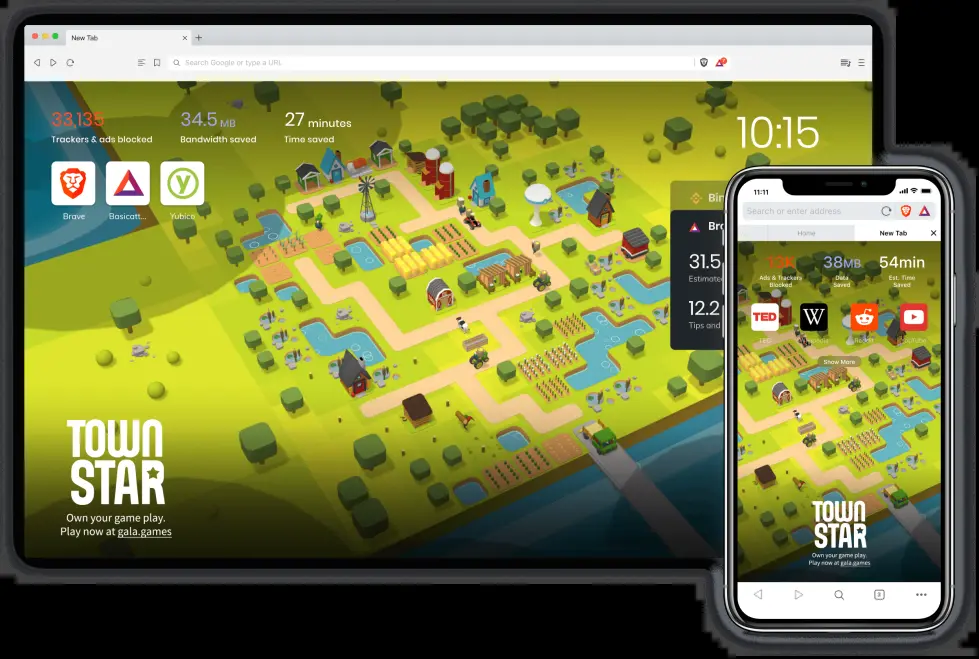 New Tab
Search Google or type a URL
33,135
Trackers & ads blocked
34.5 MB
Bandwidth saved
27 minutes
Time saved
10:15
Brave
Basicatt...
Yubico
Bin
Bro
31.5
Estimate
12.2
Tips and
TOWN
STAR
Own your game play.
Play now at gala.games
11:11
Search or enter address
Home
New Tab
38MB
54min
Ads & Trackers
Blocked
Data
Saved
Est. Time
Saved
TED
W
Show More
TOWN
STAR
Own your game play.
Play now at gala.games
3